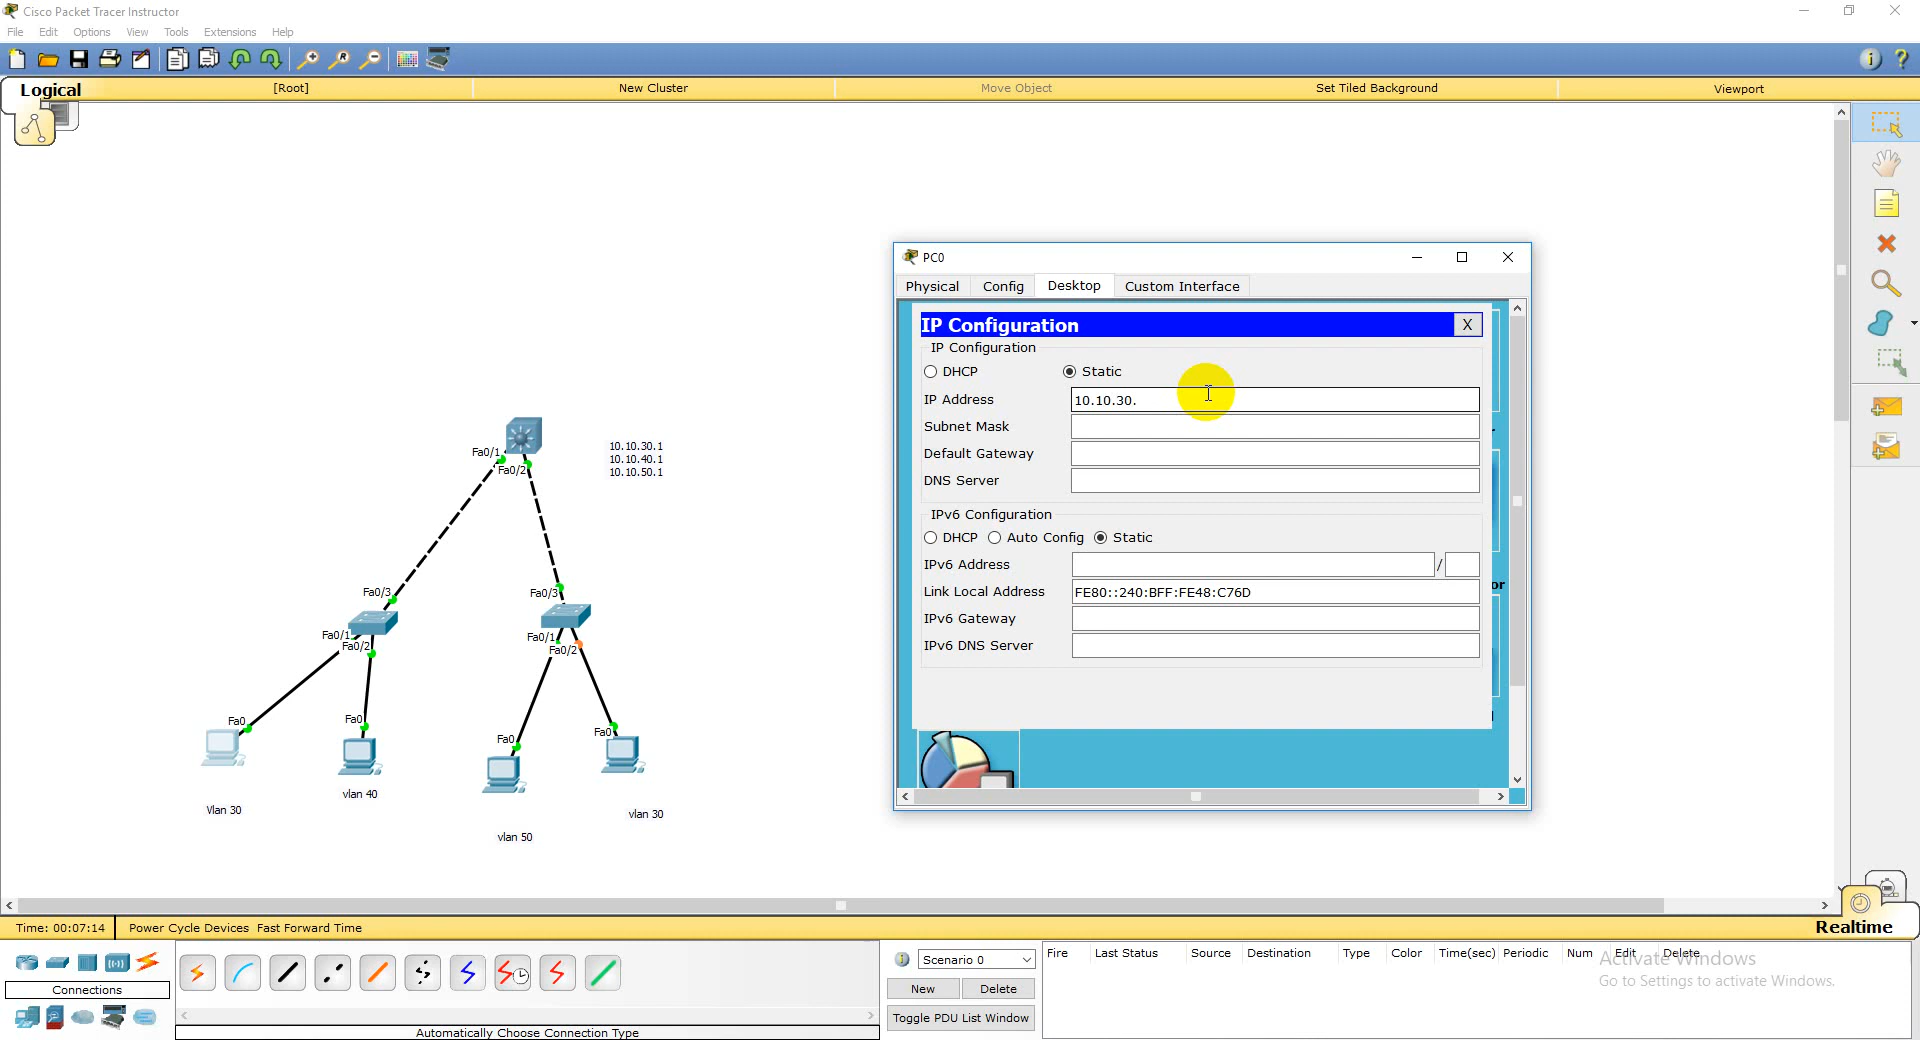 Cisco Packet Tracer Instructor
File Edit Options View Tools Extensions Help
Logical [Root] New Cluster Move Object Set Tiled Background Viewport
PC0
Physical Config Desktop Custom Interface
IP Configuration X
IP Configuration
DHCP Static
IP Address 10.10.30.
Subnet Mask
Default Gateway
DNS Server
IPv6 Configuration
DHCP Auto Config Static
IPv6 Address /
Link Local Address FE80::240:BFF:FE48:C76D
IPv6 Gateway
IPv6 DNS Server
or
Fa0/1
Fa0/2
10.10.30.1
10.10.40.1
10.10.50.1
Fa0/3
Fa0/3
Fa0/1
Fa0/2
Fa0/1
Fa0/2
Fa0
Fa0
Fa0
Fa0
Vlan 30
vlan 40
vlan 50
vlan 30
Time: 00:07:14 Power Cycle Devices Fast Forward Time Realtime
Connections
Automatically Choose Connection Type
Scenario 0
New Delete
Toggle PDU List Window
Fire Last Status Source Destination Type Color Time(sec) Periodic Num Edit Delete
Activate Windows
Go to Settings to activate Windows.